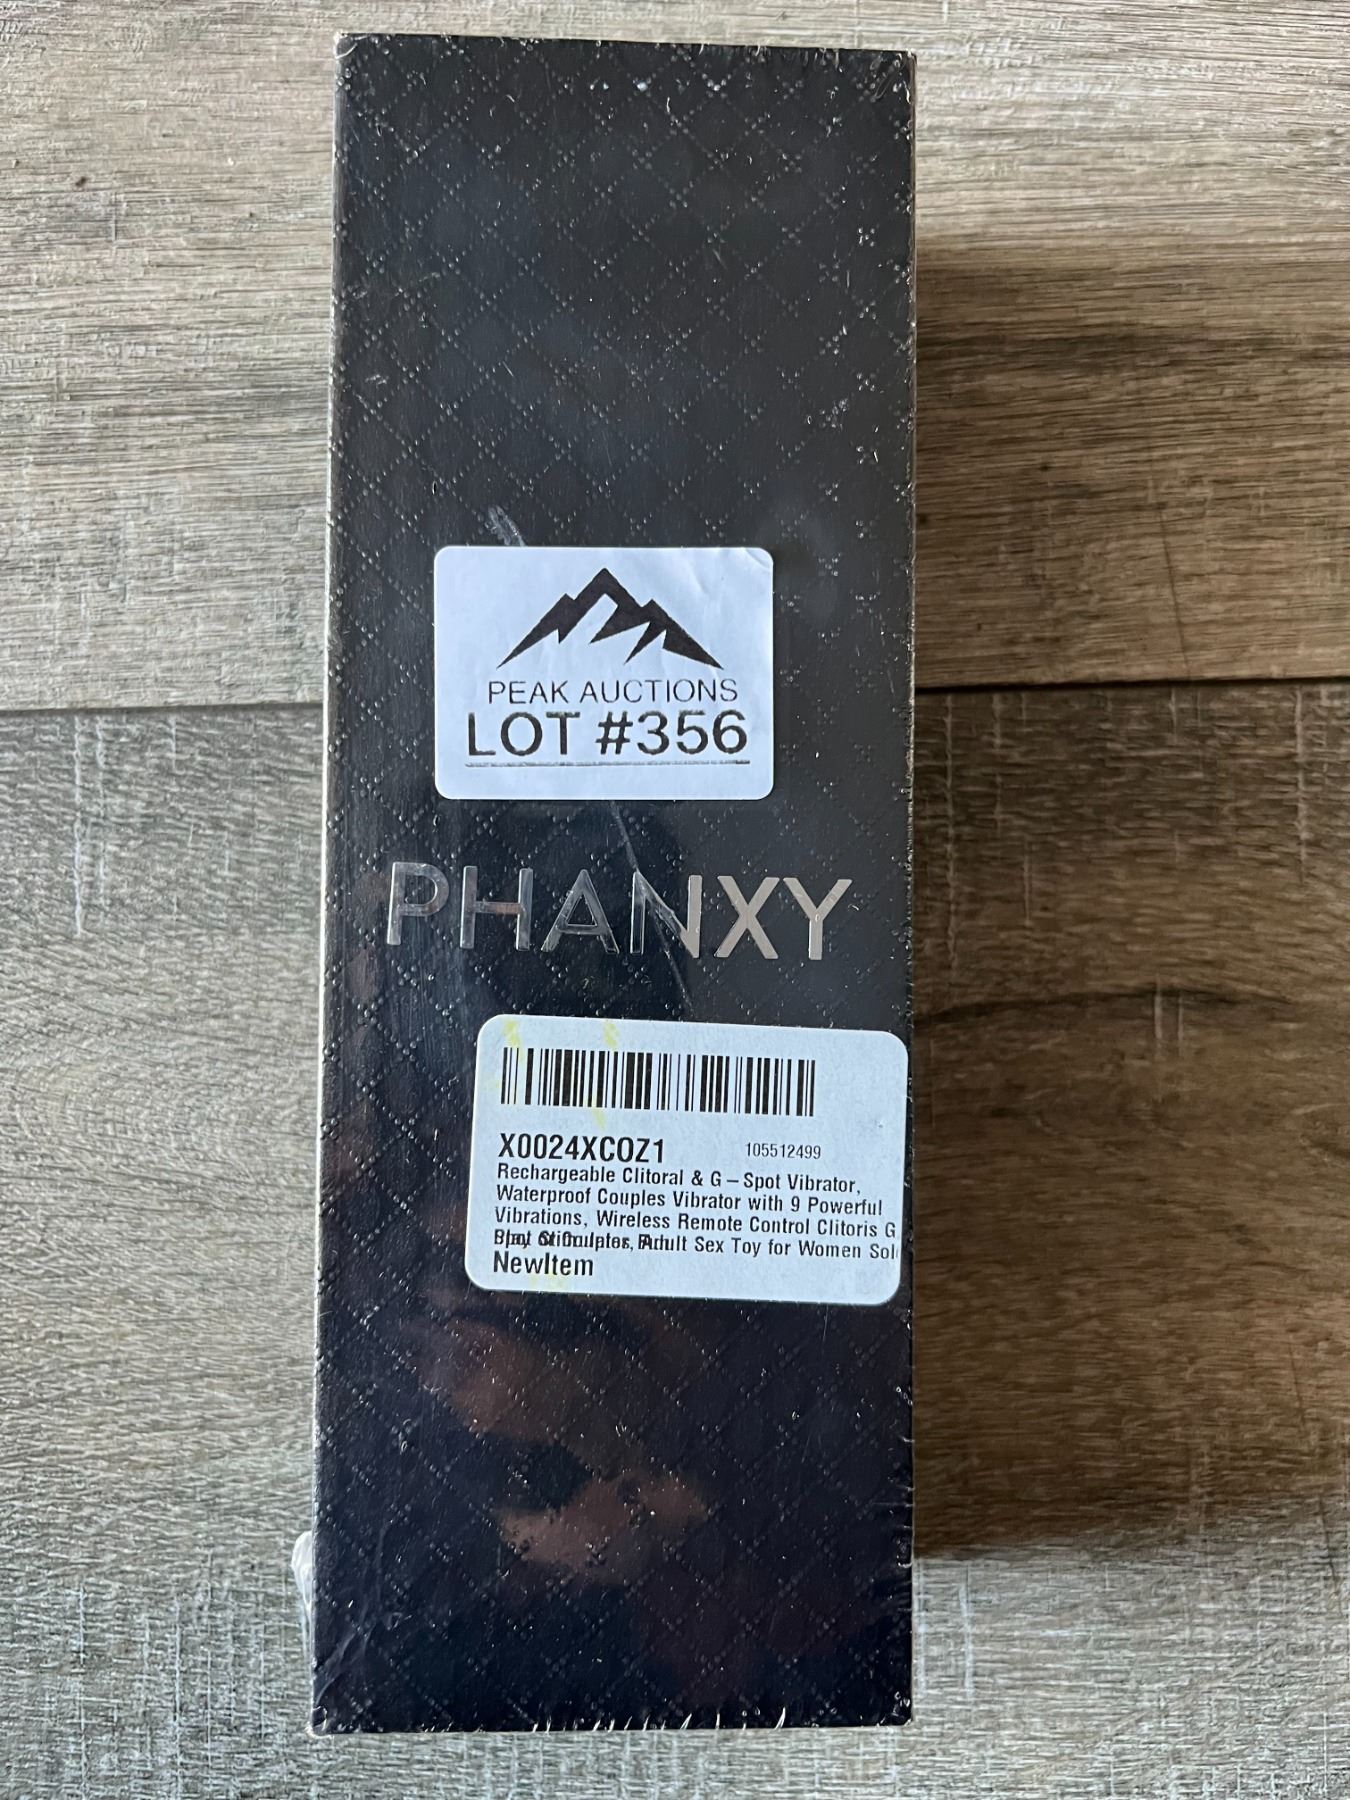 PEAK AUCTIONS
LOT #356
PHANXY
X0024XCOZ1 105512499
Rechargeable Clitoral & G–Spot Vibrator,
Waterproof Couples Vibrator with 9 Powerful
Vibrations, Wireless Remote Control Clitoris G
Adult Sex Toy for Women
NewItem